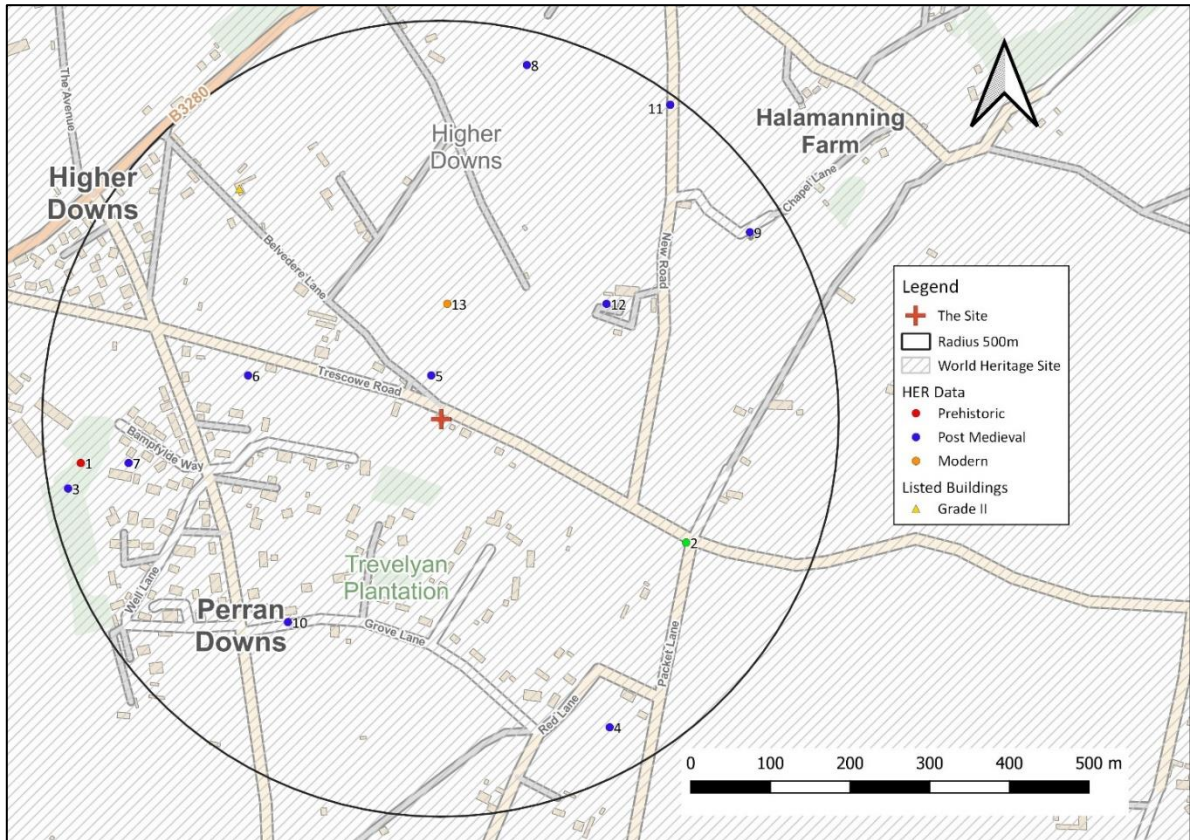 The Avenue
B3280
8
11
Halamanning
Farm
Higher
Downs
Higher
Downs
Chapel Lane
9
Belvedere Lane
New Road
13
12
6
Trescowe Road
5
Bampfylde Way
1
7
3
2
Trevelyan
Plantation
Well Lane
Perran
Downs
10
Grove Lane
Packet Lane
Red Lane
4
Legend
The Site
Radius 500m
World Heritage Site
HER Data
Prehistoric
Post Medieval
Modern
Listed Buildings
Grade II
0 100 200 300 400 500 m